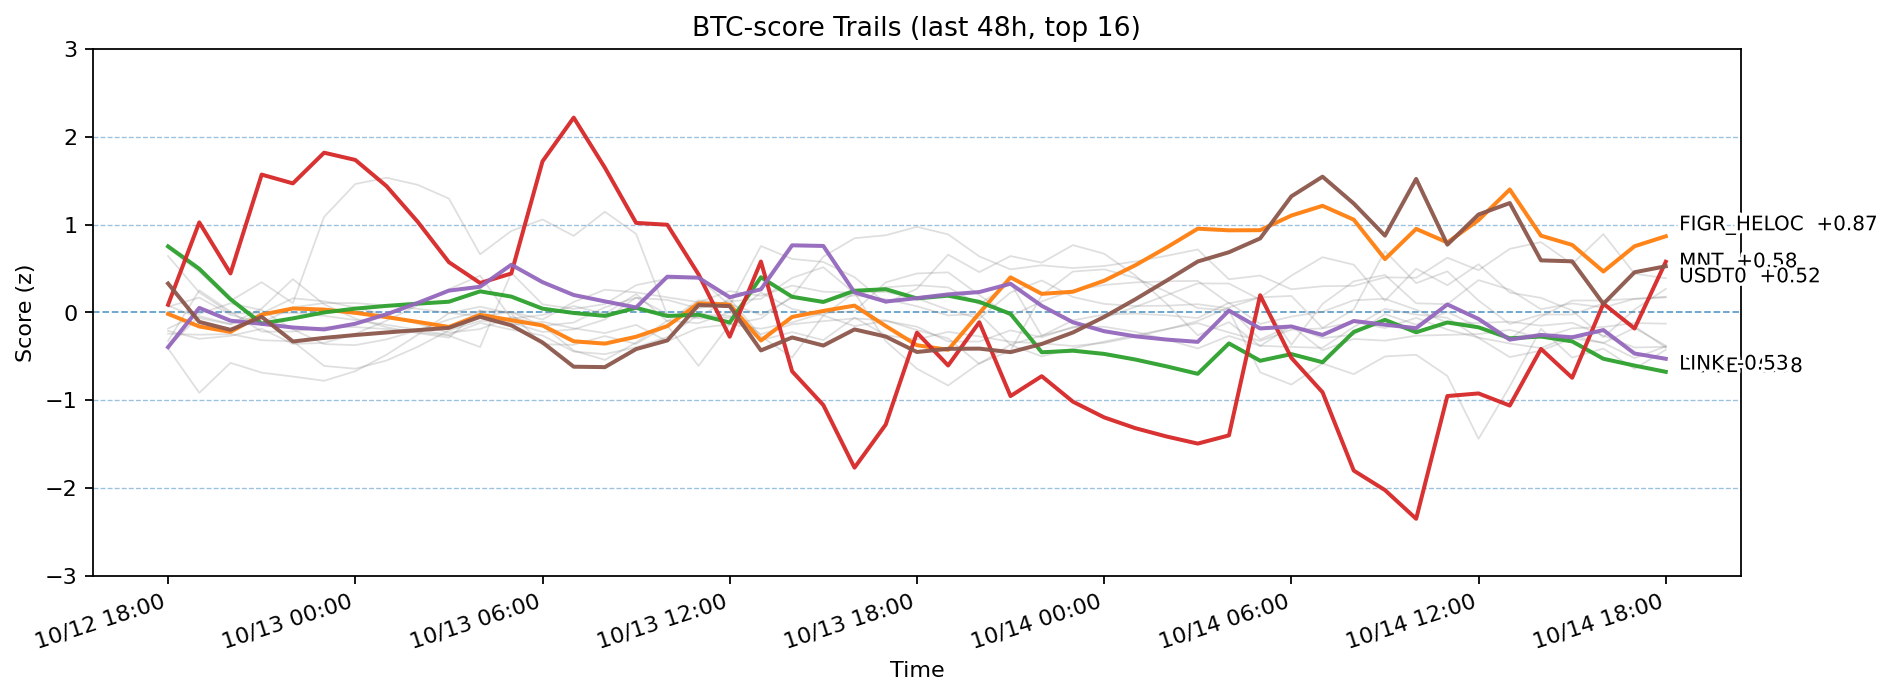 BTC-score Trails (last 48h, top 16)
Score (z)
3
2
1
0
−1
−2
−3
FIGR_HELOC +0.87
MNT +0.58
USDT0 +0.52
LINK -0.53
10/12 18:00
10/13 00:00
10/13 06:00
10/13 12:00
10/13 18:00
10/14 00:00
10/14 06:00
10/14 12:00
10/14 18:00
Time